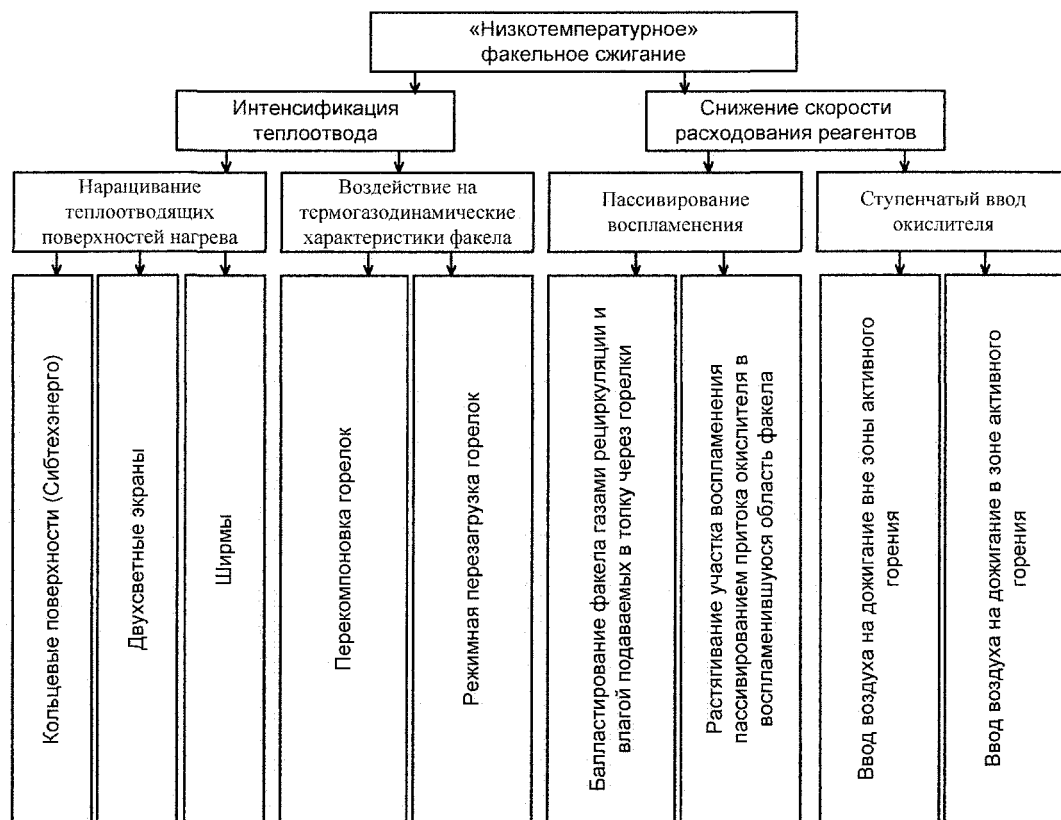 «Низкотемпературное»
факельное сжигание
Интенсификация
теплоотвода
Снижение скорости
расходования реагентов
Наращивание
теплоотводящих
поверхностей нагрева
Воздействие на
термогазодинамические
характеристики факела
Пассивирование
воспламенения
Ступенчатый ввод
окислителя
Кольцевые поверхности (Сибтехэнерго)
Двухсветные экраны
Ширмы
Перекомпоновка горелок
Режимная перезагрузка горелок
Балластирование факела газами рециркуляции и
влагой подаваемых в топку через горелки
Растягивание участка воспламенения
пассивированием притока окислителя в
воспламенившуюся область факела
Ввод воздуха на дожигание вне зоны активного
горения
Ввод воздуха на дожигание в зоне активного
горения